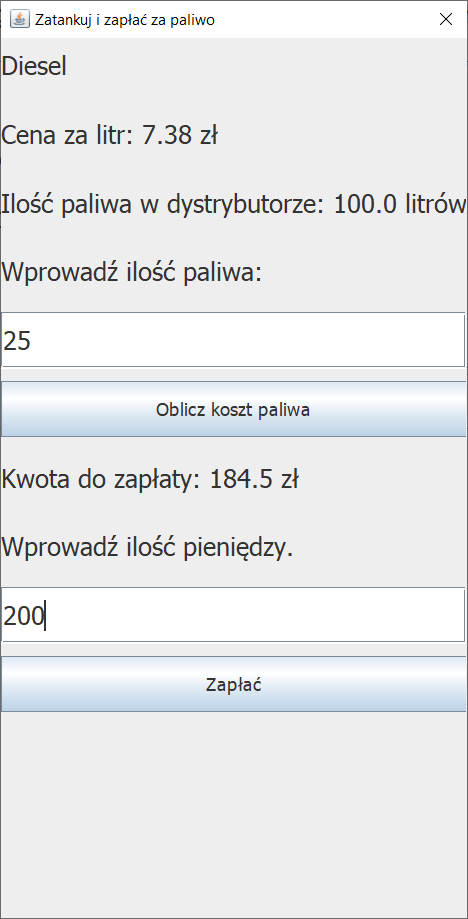 Zatankuj i zapłać za paliwo
Diesel
Cena za litr: 7.38 zł
Ilość paliwa w dystrybutorze: 100.0 litrów
Wprowadź ilość paliwa:
25
Oblicz koszt paliwa
Kwota do zapłaty: 184.5 zł
Wprowadź ilość pieniędzy.
200
Zapłać